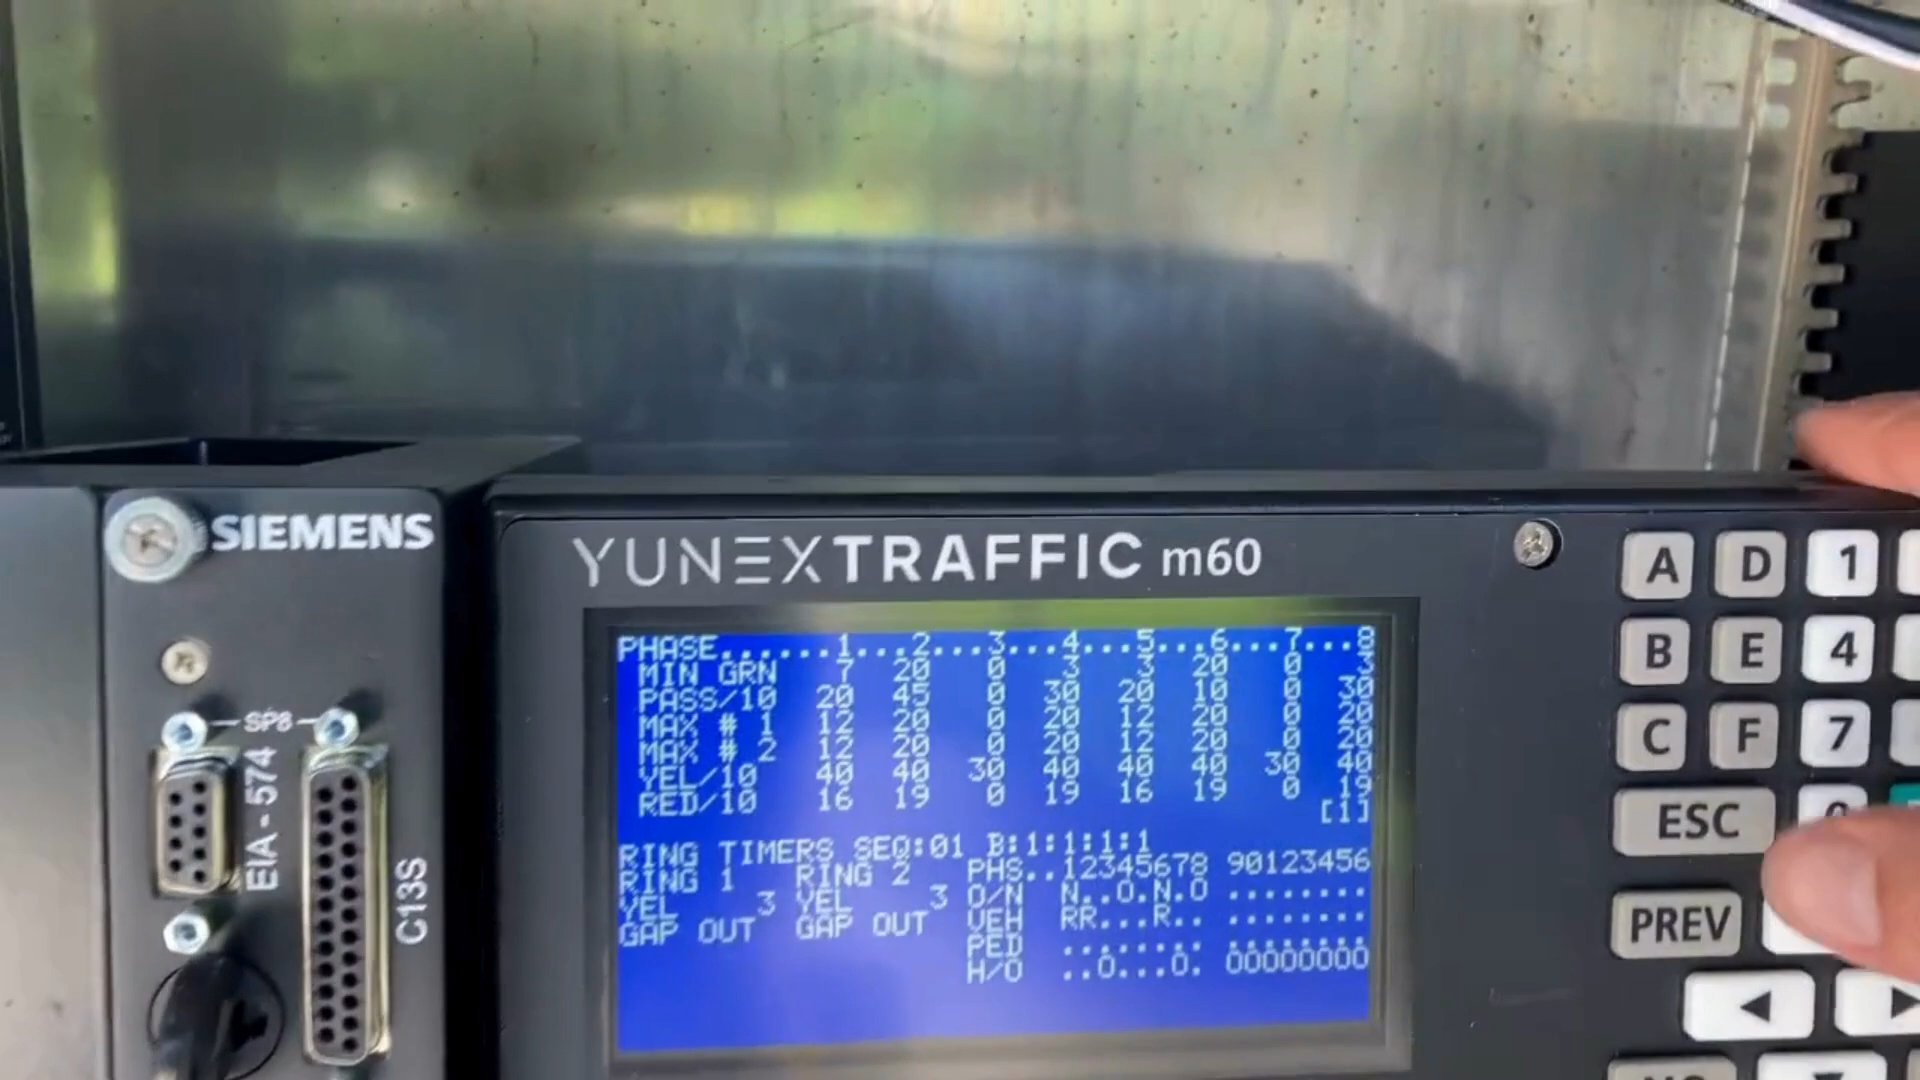 SIEMENS
YUNEXTRAFFIC m60
PHASE......1...2...3...4...5...6...7...8
MIN GRN 7 20 0 3 3 20 0 3
PASS/10 20 45 0 30 20 10 0 30
MAX # 1 12 20 0 20 12 20 0 20
MAX # 2 12 20 0 20 12 20 0 20
YEL/10 40 40 30 40 40 40 30 40
RED/10 16 19 0 19 16 19 0 19
[1]
RING TIMERS SEQ:01 B:1:1:1:1
RING 1 RING 2 PHS..12345678 90123456
YEL 3 YEL 3 O/N N...O.N.O ........
GAP OUT GAP OUT VEH RR...R.. ........
PED ........ ........
H/O ..O...O. OOOOOOOO
SP8
EIA-574
C13S
A D 1
B E 4
C F 7
ESC
PREV